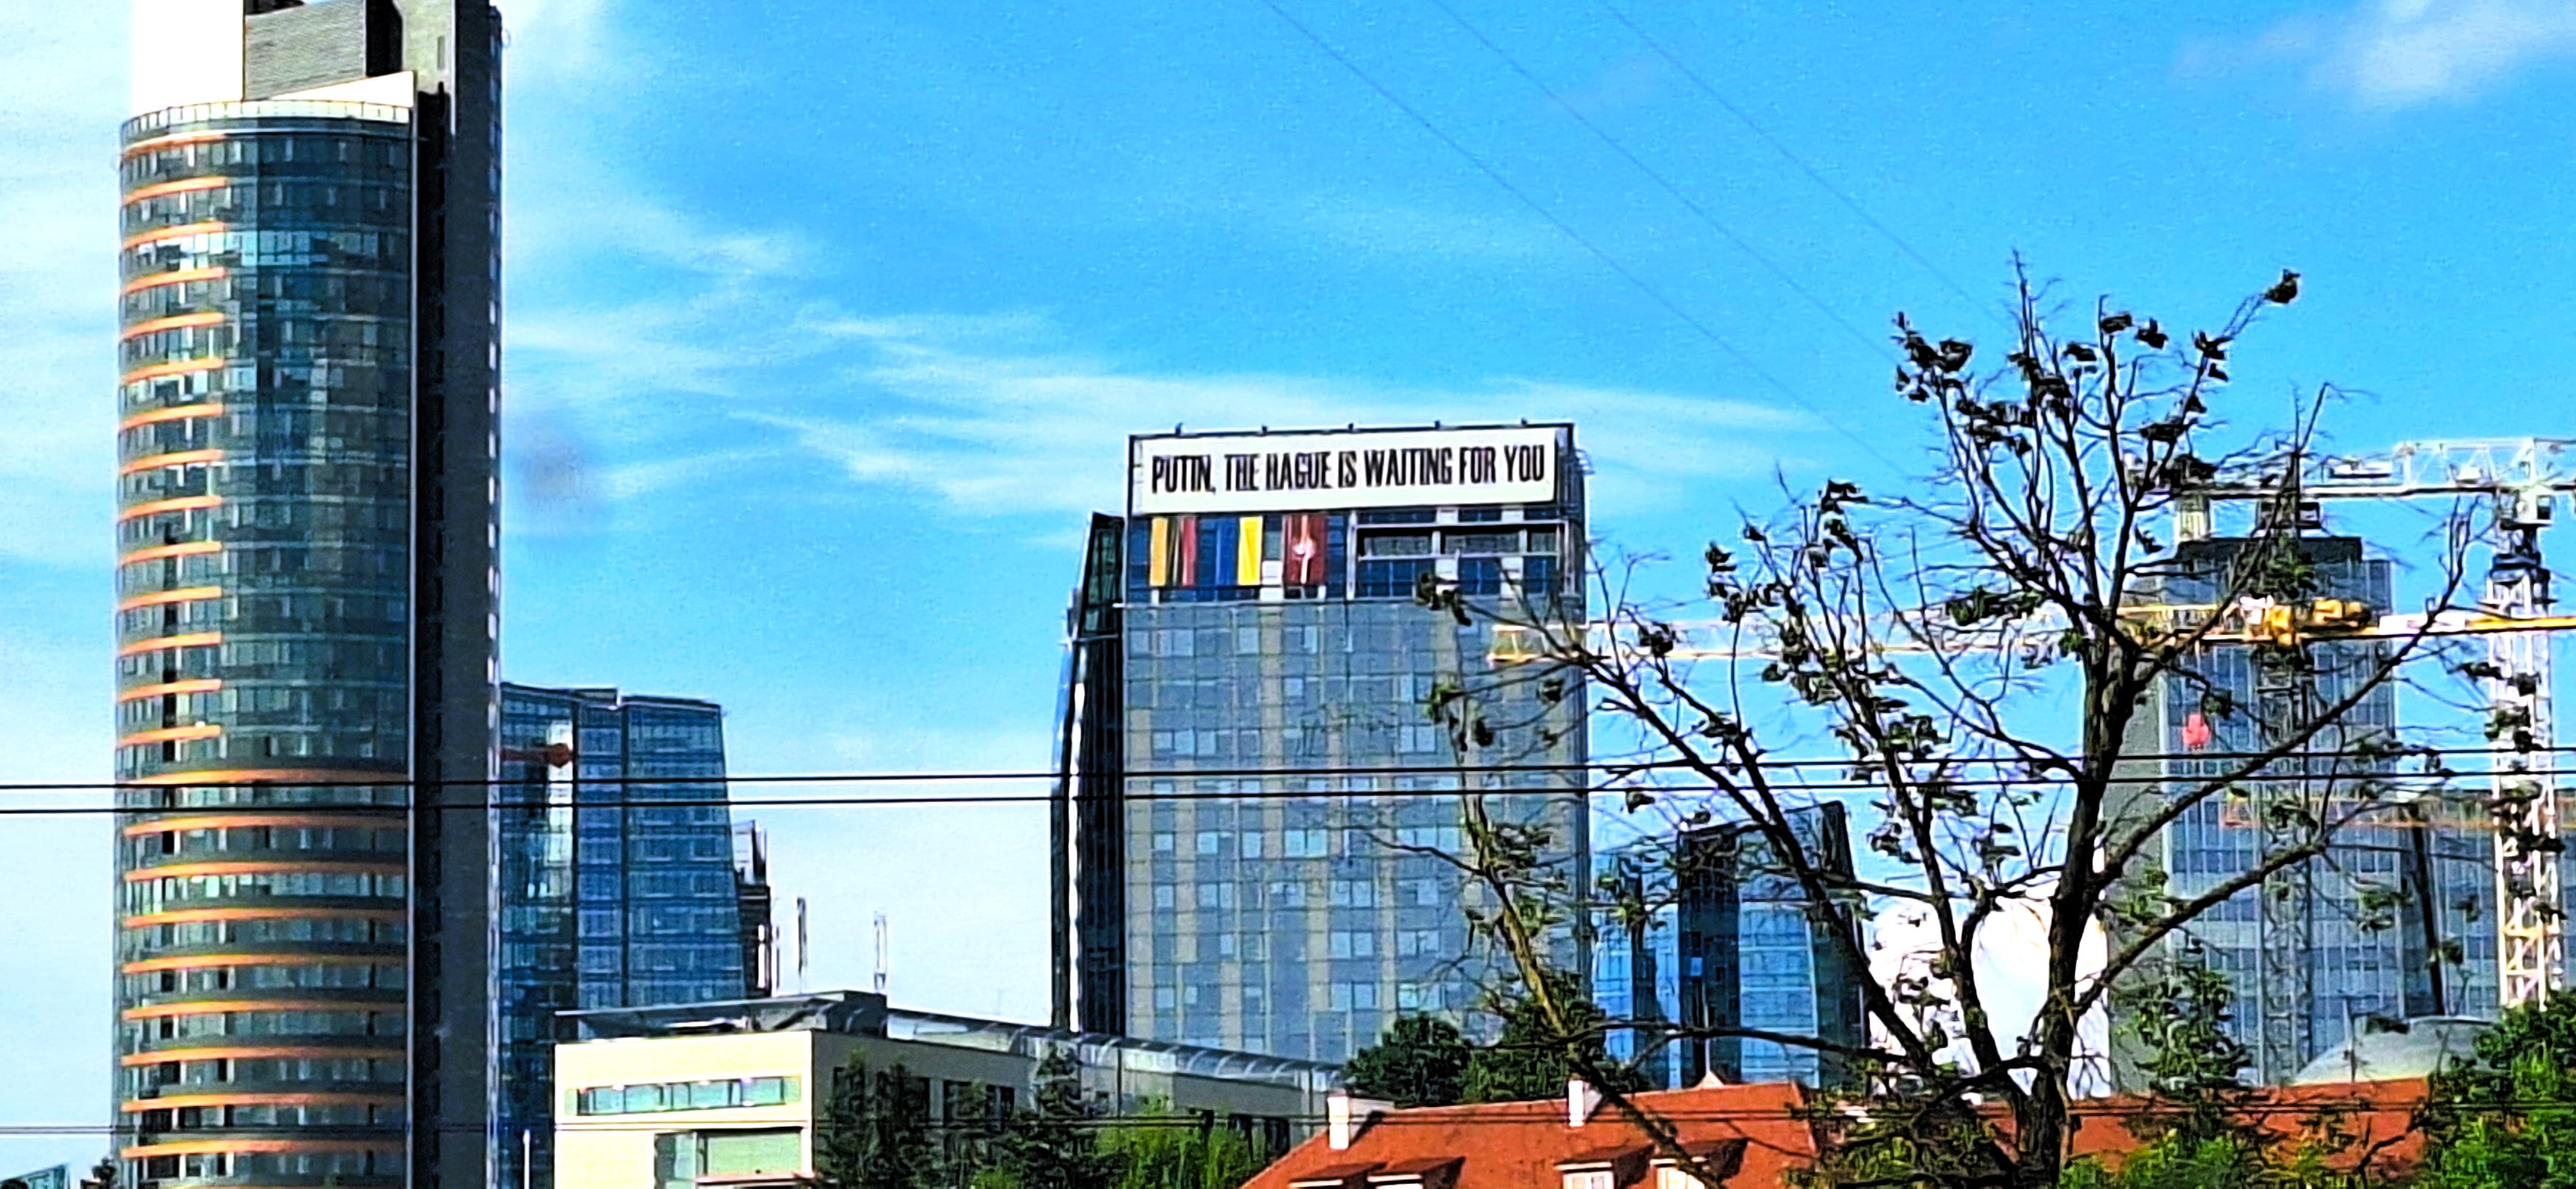 PUTIN, THE HAGUE IS WAITING FOR YOU